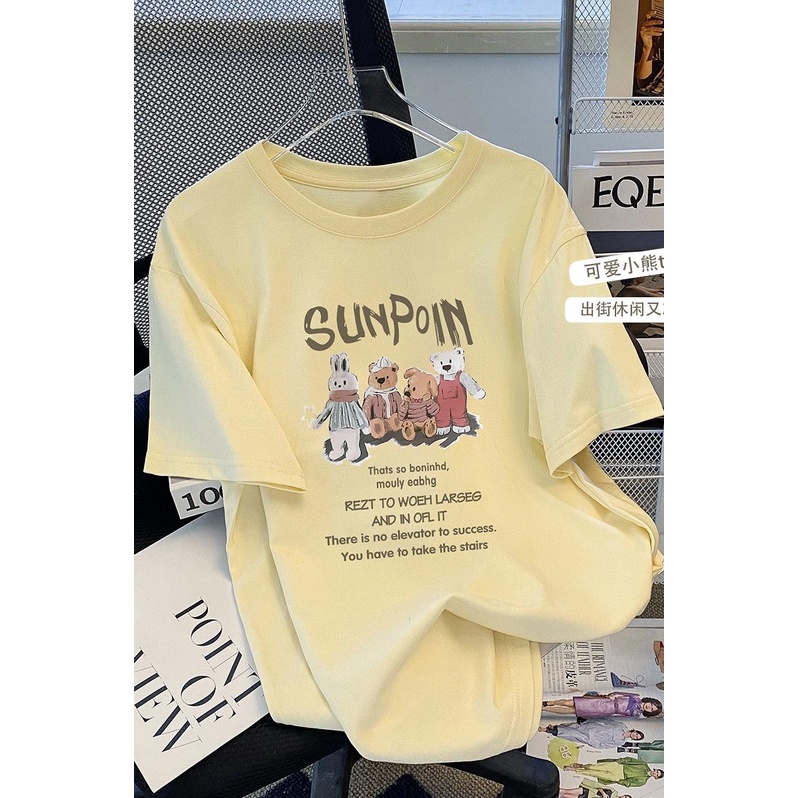 EQE
可爱小熊t
出街休闲又
SUNPOIN
Thats so boninhd,
mouly eabhg
REZT TO WOEH LARSEG
AND IN OFL IT
There is no elevator to success.
You have to take the stairs
100
POINT
OF
VIEW